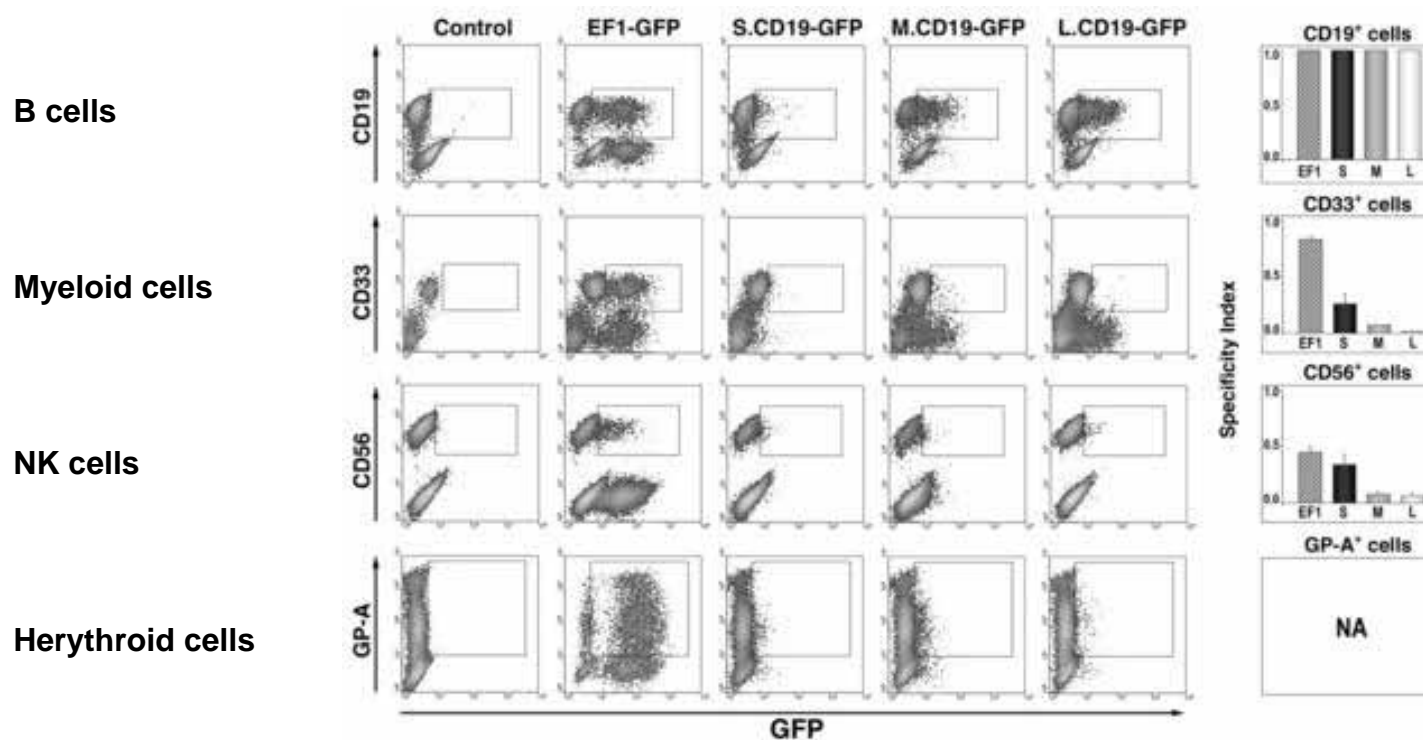 Control EF1-GFP S.CD19-GFP M.CD19-GFP L.CD19-GFP
B cells
CD19
Myeloid cells
CD33
NK cells
CD56
Herythroid cells
GP-A
GFP
Specificity Index
CD19⁺ cells
1.0
0.5
0.0
EF1 S M L
CD33⁺ cells
1.0
0.5
0.0
EF1 S M L
CD56⁺ cells
1.0
0.5
0.0
EF1 S M L
GP-A⁺ cells
NA